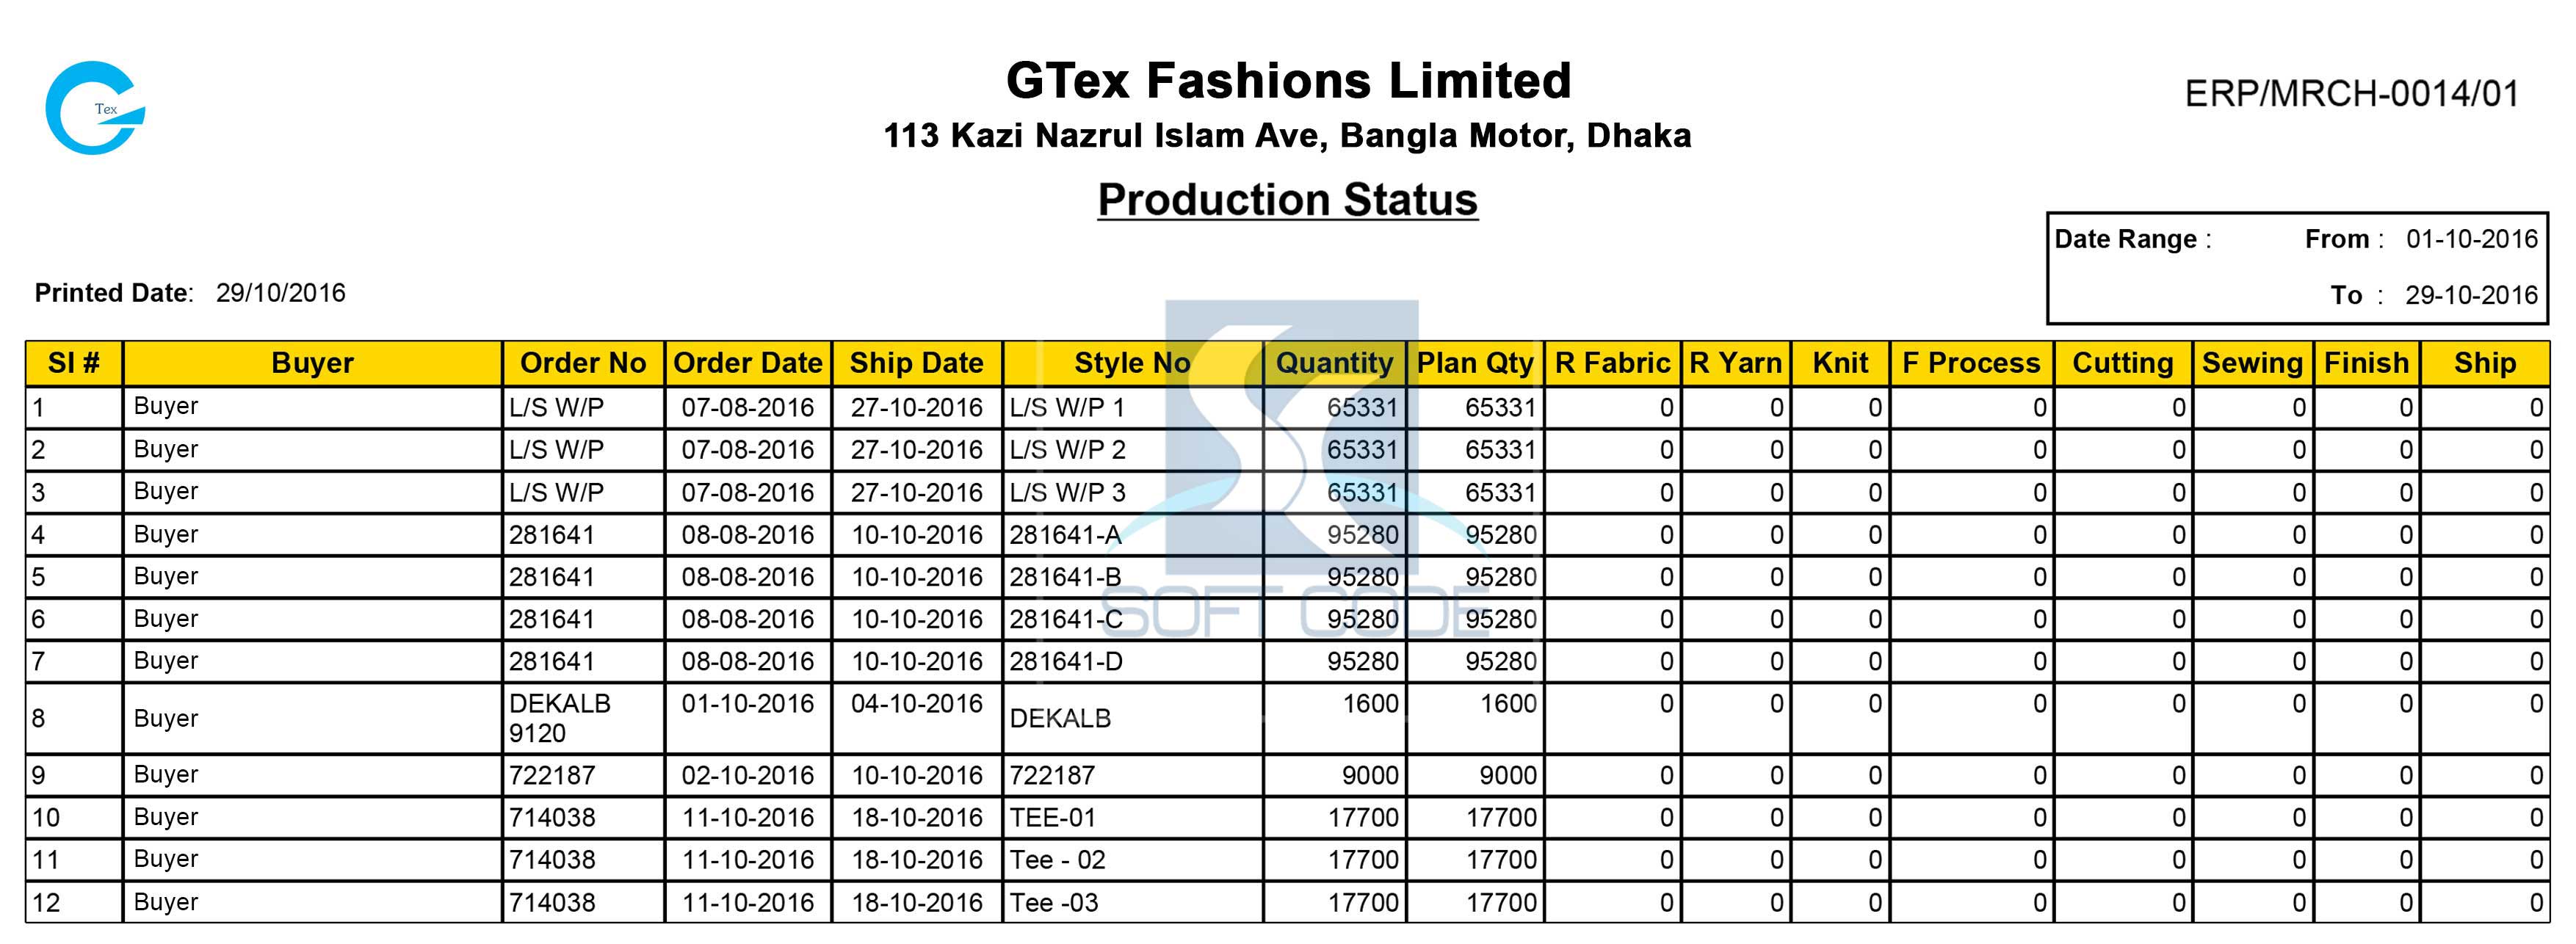 Tex
GTex Fashions Limited
ERP/MRCH-0014/01
113 Kazi Nazrul Islam Ave, Bangla Motor, Dhaka
Production Status
Date Range : From : 01-10-2016
Printed Date: 29/10/2016
To : 29-10-2016
Sl # Buyer Order No Order Date Ship Date Style No Quantity Plan Qty R Fabric R Yarn Knit F Process Cutting Sewing Finish Ship
1 Buyer L/S W/P 07-08-2016 27-10-2016 L/S W/P 1 65331 65331 0 0 0 0 0 0 0 0
2 Buyer L/S W/P 07-08-2016 27-10-2016 L/S W/P 2 65331 65331 0 0 0 0 0 0 0 0
3 Buyer L/S W/P 07-08-2016 27-10-2016 L/S W/P 3 65331 65331 0 0 0 0 0 0 0 0
4 Buyer 281641 08-08-2016 10-10-2016 281641-A 95280 95280 0 0 0 0 0 0 0 0
5 Buyer 281641 08-08-2016 10-10-2016 281641-B 95280 95280 0 0 0 0 0 0 0 0
6 Buyer 281641 08-08-2016 10-10-2016 281641-C 95280 95280 0 0 0 0 0 0 0 0
SOFT CODE
7 Buyer 281641 08-08-2016 10-10-2016 281641-D 95280 95280 0 0 0 0 0 0 0 0
8 Buyer DEKALB 01-10-2016 04-10-2016 DEKALB 1600 1600 0 0 0 0 0 0 0 0
9120
9 Buyer 722187 02-10-2016 10-10-2016 722187 9000 9000 0 0 0 0 0 0 0 0
10 Buyer 714038 11-10-2016 18-10-2016 TEE-01 17700 17700 0 0 0 0 0 0 0 0
11 Buyer 714038 11-10-2016 18-10-2016 Tee - 02 17700 17700 0 0 0 0 0 0 0 0
12 Buyer 714038 11-10-2016 18-10-2016 Tee -03 17700 17700 0 0 0 0 0 0 0 0